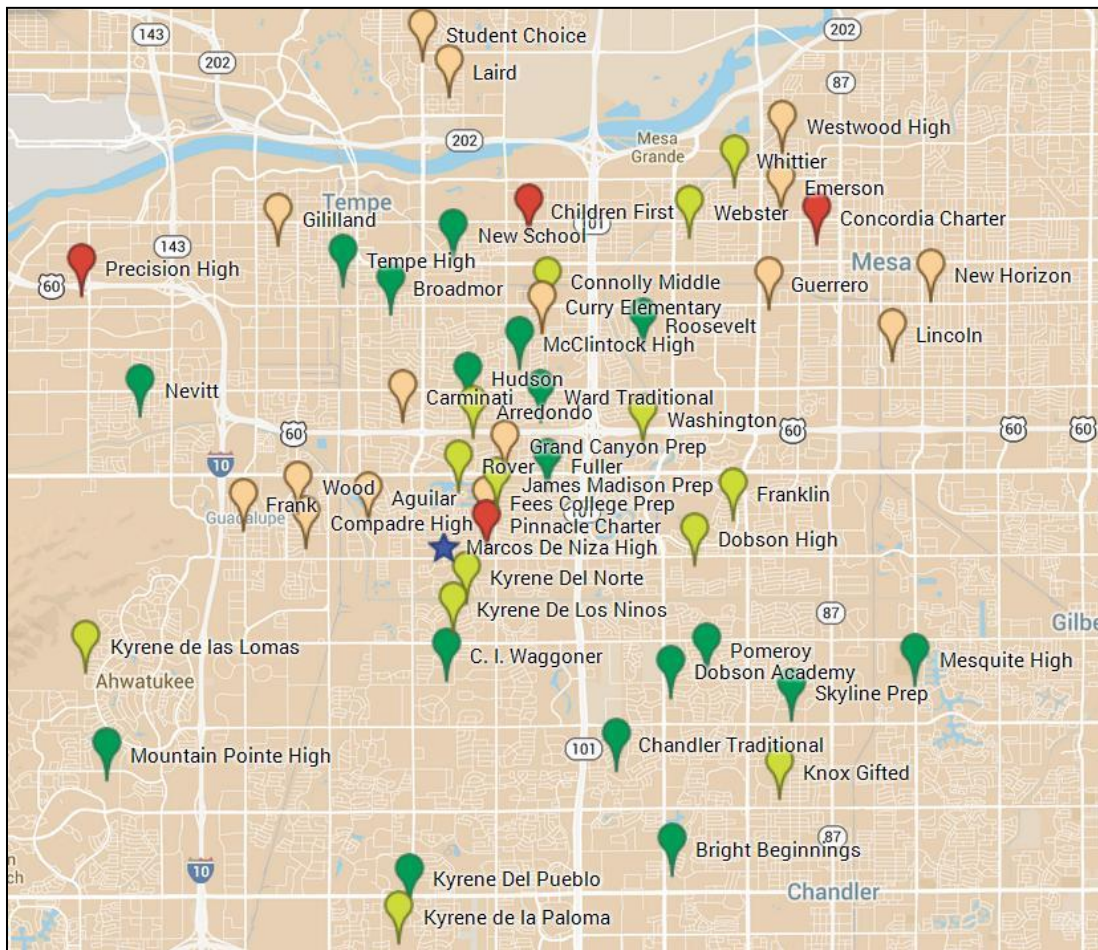 143
202
Student Choice
Laird
202
87
202
Mesa
Grande
Westwood High
Whittier
Emerson
Tempe
Gililland
Children First
Webster
Concordia Charter
New School
101
143
Tempe High
Precision High
60
Broadmor
Connolly Middle
Mesa
New Horizon
Guerrero
Curry Elementary
Roosevelt
Lincoln
McClintock High
Hudson
Nevitt
Carminati
Ward Traditional
Arredondo
Washington
60
60
60
60
Grand Canyon Prep
10
Rover
Fuller
James Madison Prep
Wood
Aguilar
Franklin
Frank
Fees College Prep
Guadalupe
Compadre High
Pinnacle Charter
101
Dobson High
Marcos De Niza High
Kyrene Del Norte
Kyrene De Los Ninos
87
Gilbe
Kyrene de las Lomas
C. I. Waggoner
Pomeroy
Mesquite High
Dobson Academy
Ahwatukee
Skyline Prep
Mountain Pointe High
101
Chandler Traditional
Knox Gifted
87
Bright Beginnings
n
ch
10
Kyrene Del Pueblo
Chandler
Kyrene de la Paloma